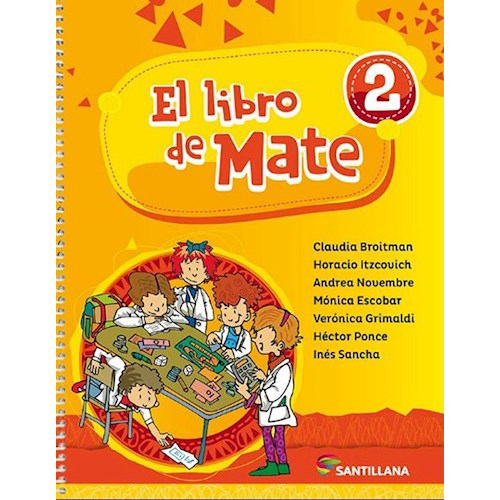 El libro
de Mate
2
Claudia Broitman
Horacio Itzcovich
Andrea Novembre
Mónica Escobar
Verónica Grimaldi
Héctor Ponce
Inés Sancha
SANTILLANA